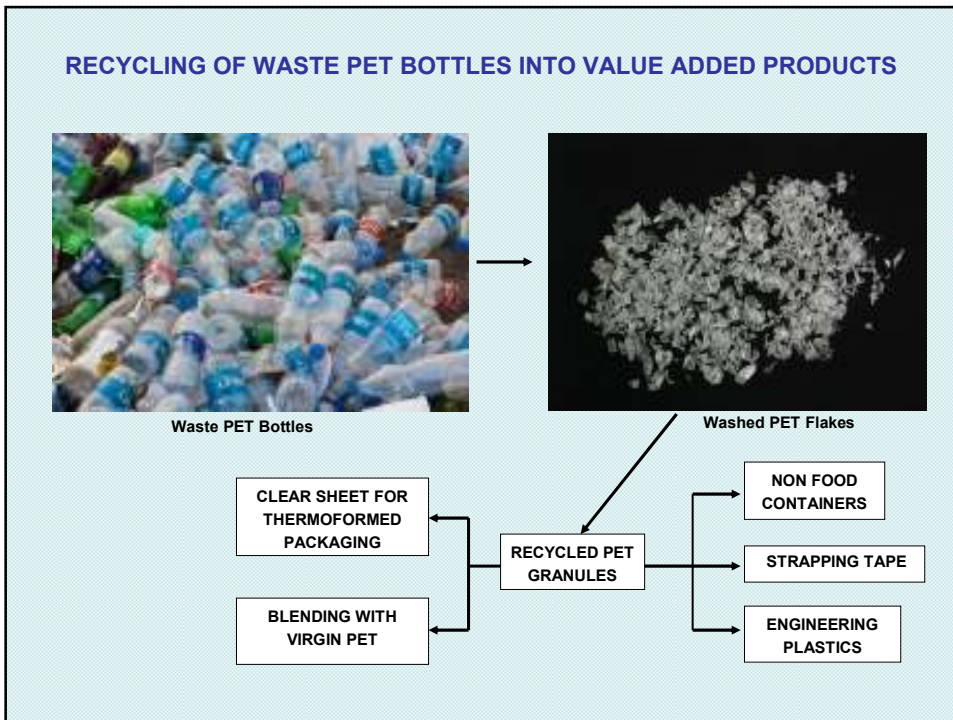 RECYCLING OF WASTE PET BOTTLES INTO VALUE ADDED PRODUCTS
Waste PET Bottles
Washed PET Flakes
CLEAR SHEET FOR
THERMOFORMED
PACKAGING
BLENDING WITH
VIRGIN PET
RECYCLED PET
GRANULES
NON FOOD
CONTAINERS
STRAPPING TAPE
ENGINEERING
PLASTICS